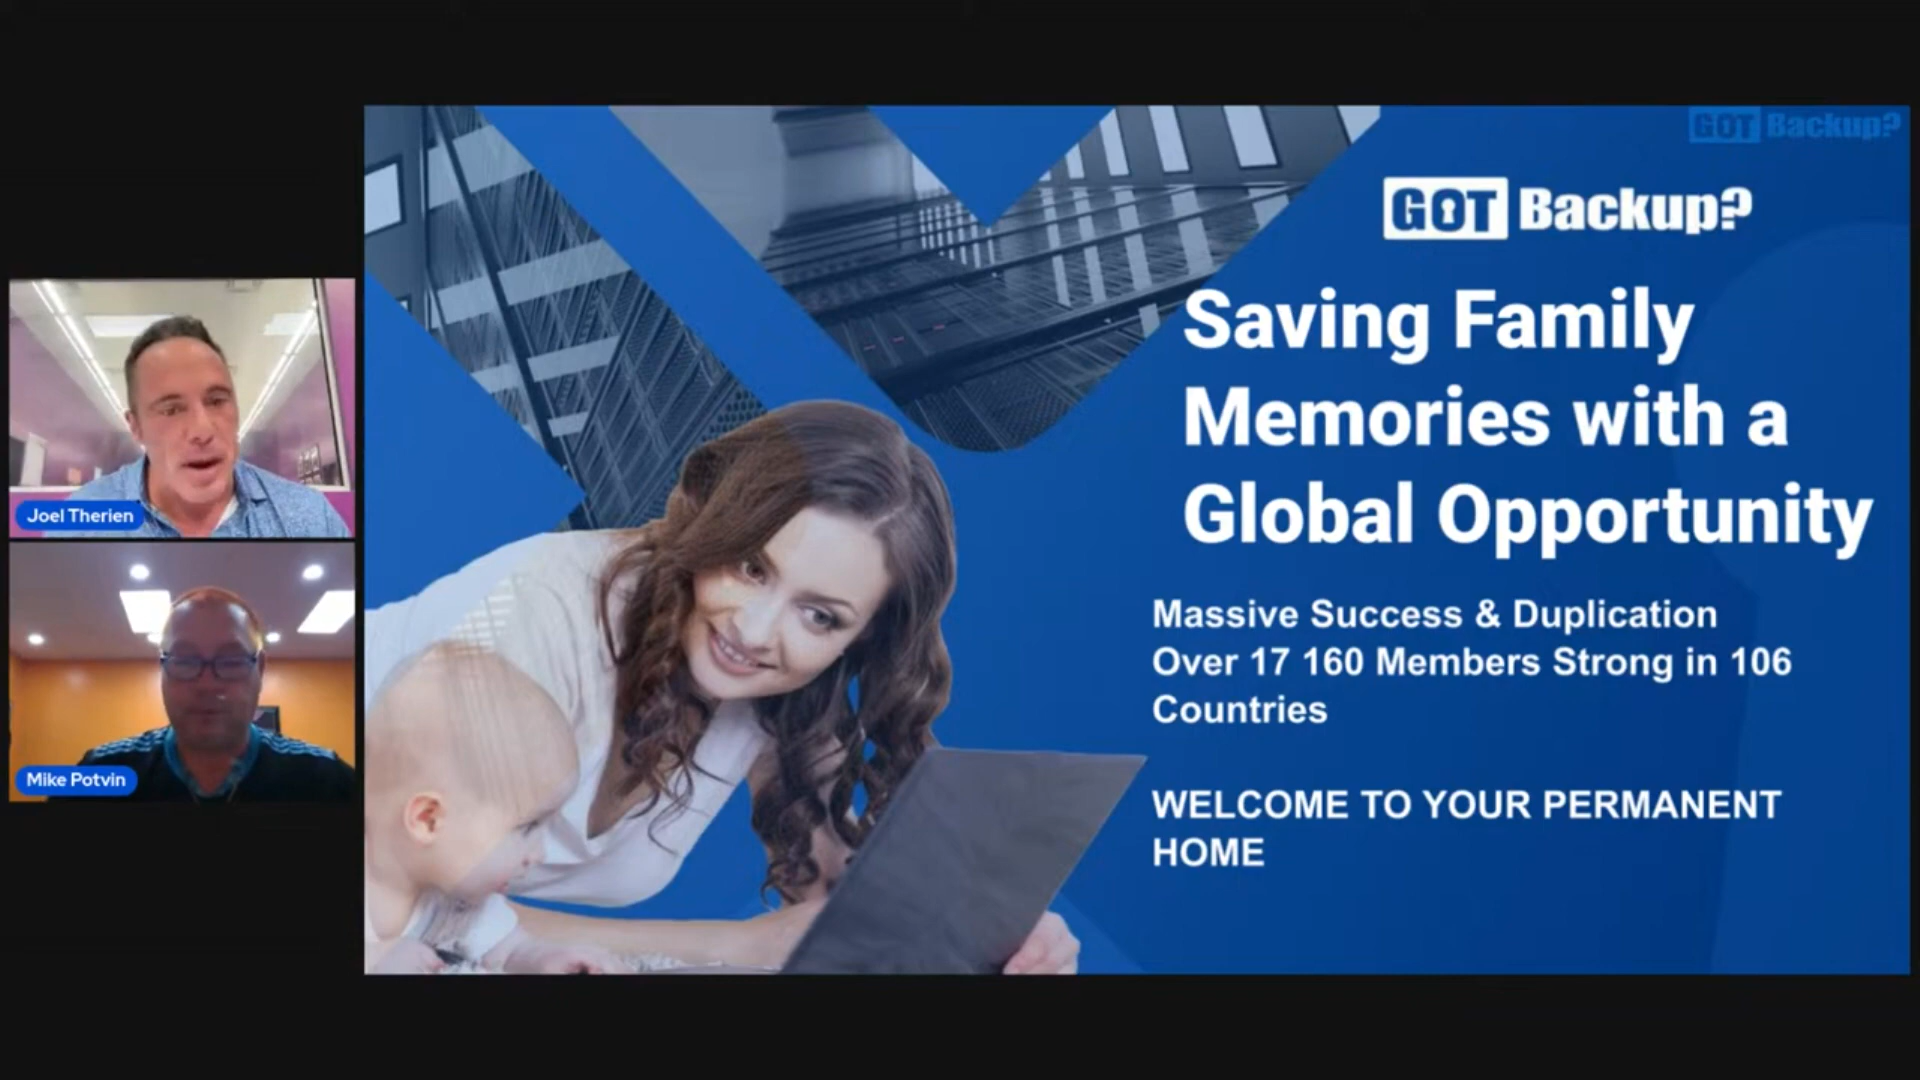 GOT Backup?
GOT Backup?
Saving Family
Memories with a
Global Opportunity
Massive Success & Duplication
Over 17 160 Members Strong in 106
Countries
WELCOME TO YOUR PERMANENT
HOME
Joel Therien
Mike Potvin